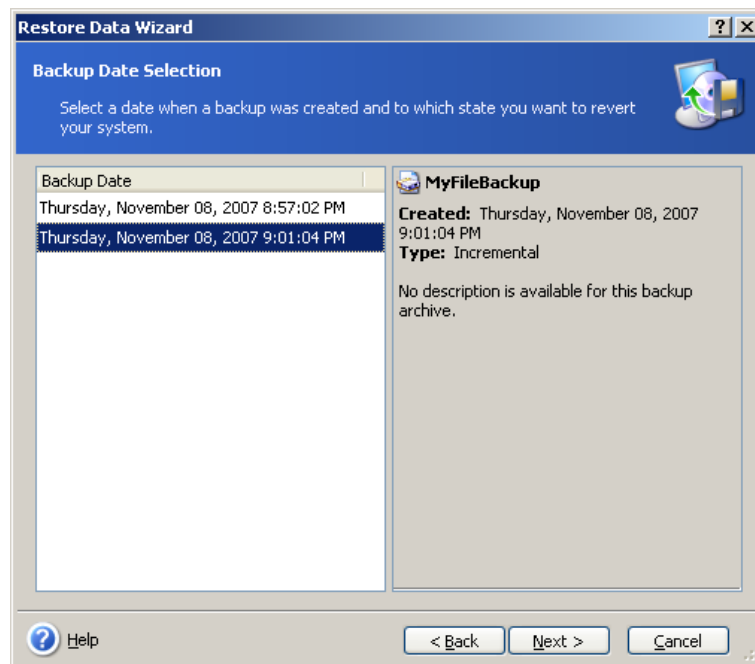 Restore Data Wizard
Backup Date Selection
Select a date when a backup was created and to which state you want to revert
your system.
Backup Date
Thursday, November 08, 2007 8:57:02 PM
Thursday, November 08, 2007 9:01:04 PM
MyFileBackup
Created: Thursday, November 08, 2007
9:01:04 PM
Type: Incremental
No description is available for this backup
archive.
Help
< Back
Next >
Cancel